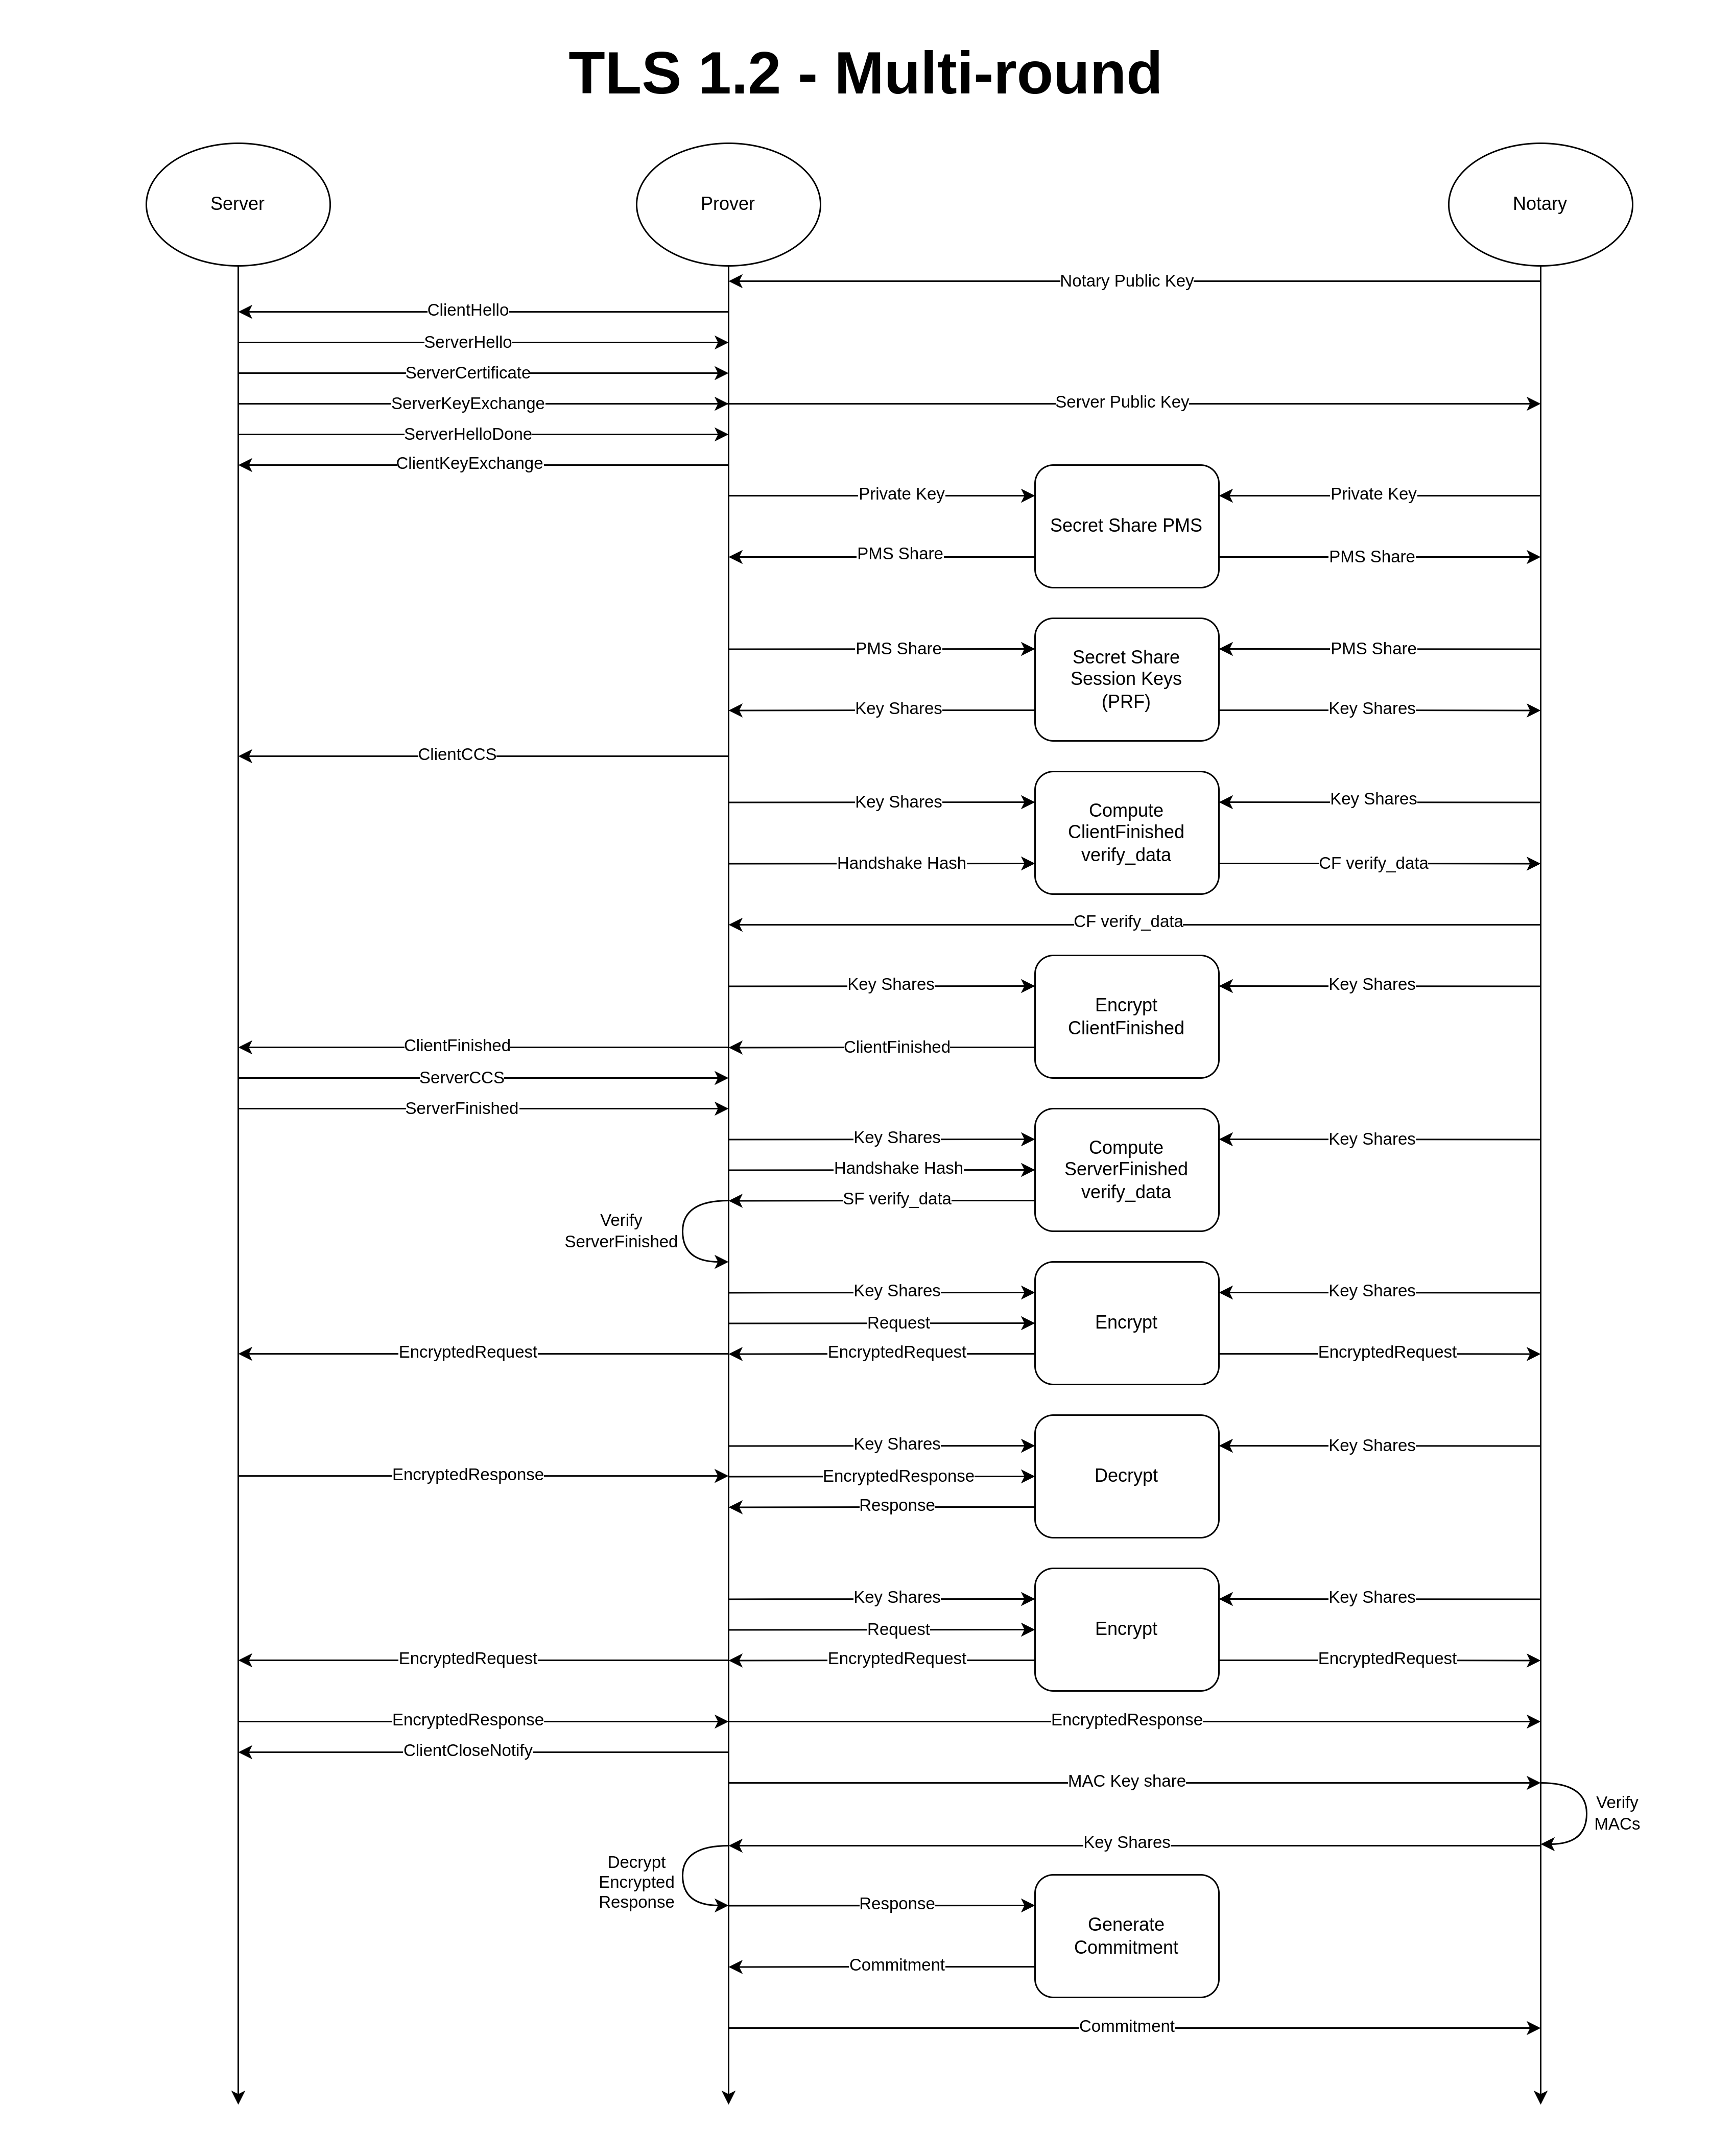 TLS 1.2 - Multi-round
Server
Prover
Notary
Notary Public Key
ClientHello
ServerHello
ServerCertificate
ServerKeyExchange
Server Public Key
ServerHelloDone
ClientKeyExchange
Private Key
Private Key
Secret Share PMS
PMS Share
PMS Share
PMS Share
PMS Share
Secret Share
Session Keys
(PRF)
Key Shares
Key Shares
ClientCCS
Key Shares
Key Shares
Compute
ClientFinished
verify_data
Handshake Hash
CF verify_data
CF verify_data
Key Shares
Key Shares
Encrypt
ClientFinished
ClientFinished
ClientFinished
ServerCCS
ServerFinished
Key Shares
Key Shares
Compute
ServerFinished
verify_data
Handshake Hash
SF verify_data
Verify
ServerFinished
Key Shares
Key Shares
Encrypt
Request
EncryptedRequest
EncryptedRequest
EncryptedRequest
Key Shares
Key Shares
EncryptedResponse
EncryptedResponse
Decrypt
Response
Key Shares
Key Shares
Encrypt
Request
EncryptedRequest
EncryptedRequest
EncryptedRequest
EncryptedResponse
EncryptedResponse
ClientCloseNotify
MAC Key share
Verify
MACs
Key Shares
Decrypt
Encrypted
Response
Response
Generate
Commitment
Commitment
Commitment